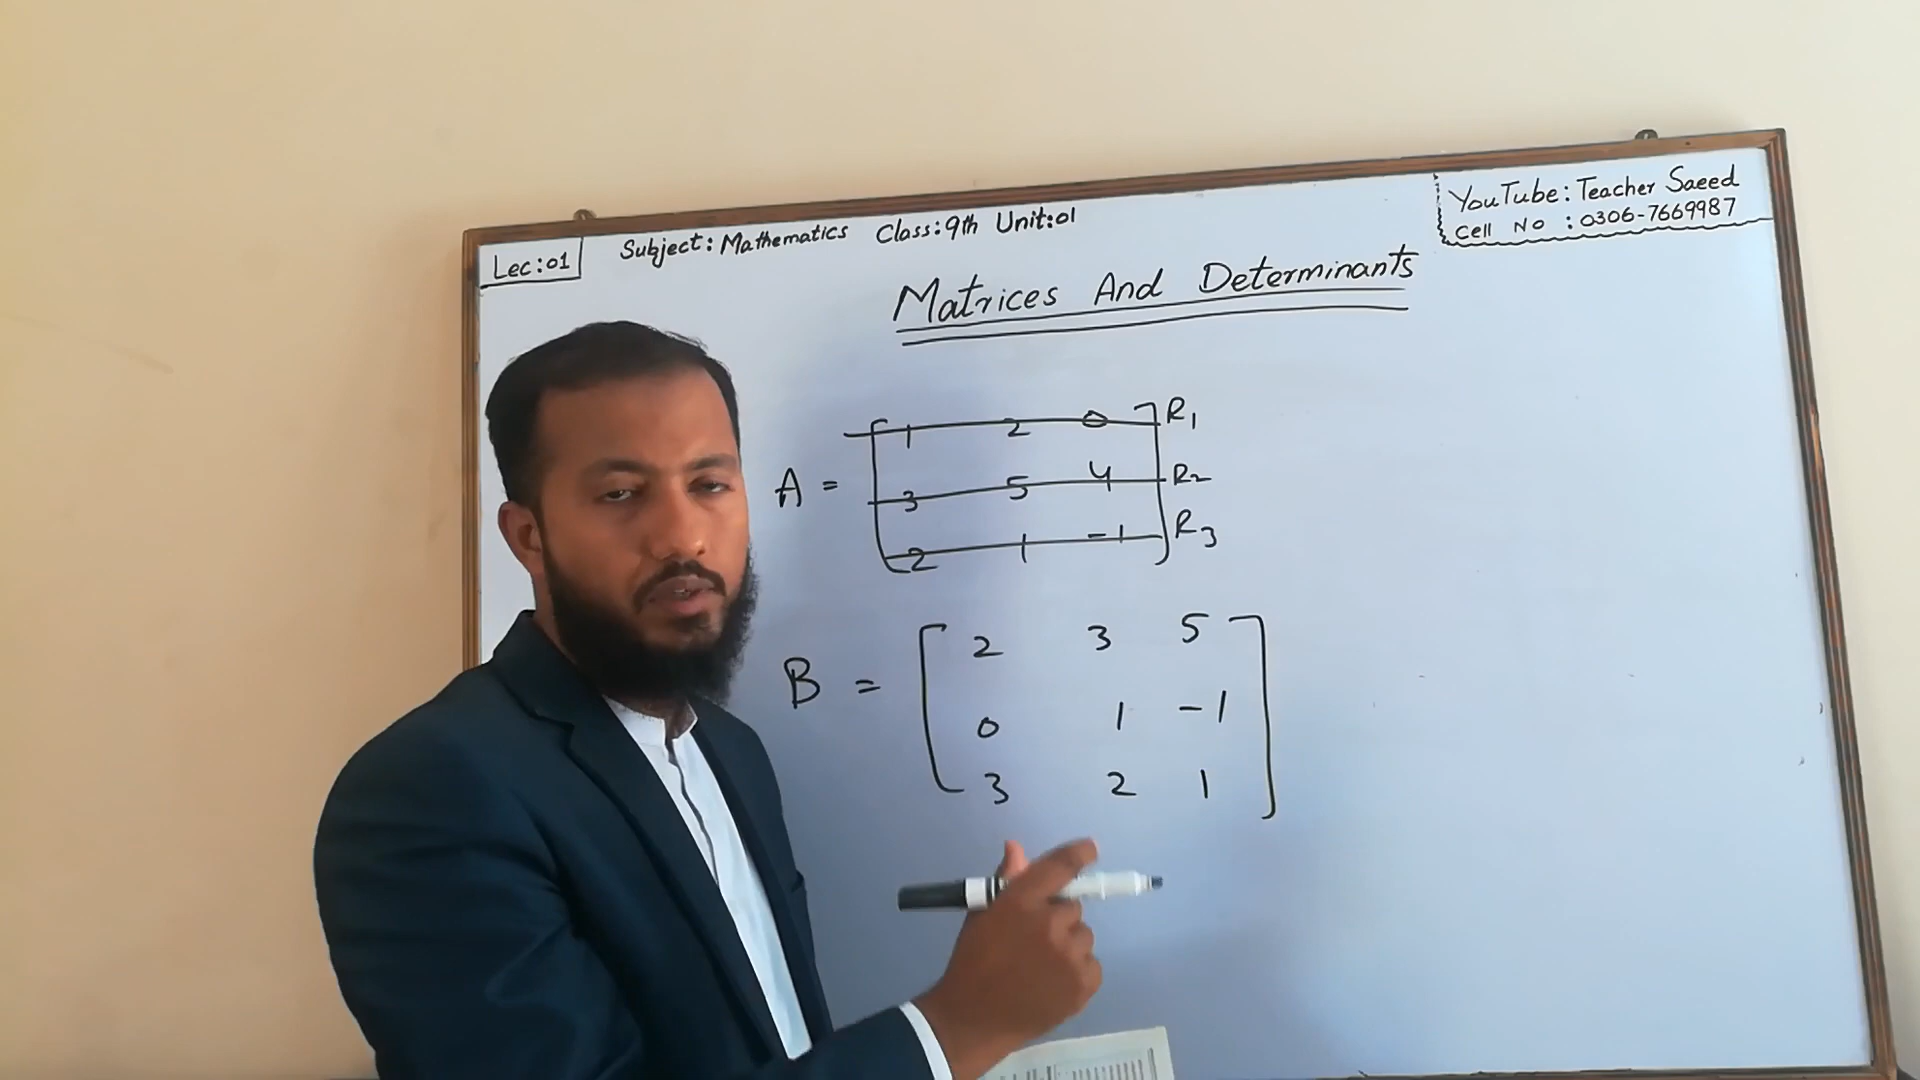 Lec:01
Subject: Mathematics Class:9th Unit:01
YouTube: Teacher Saeed
Cell No : 0306-7669987
Matrices And Determinants
1 2 0 R1
A = 3 5 4 R2
2 1 -1 R3
2 3 5
B = 0 1 -1
3 2 1